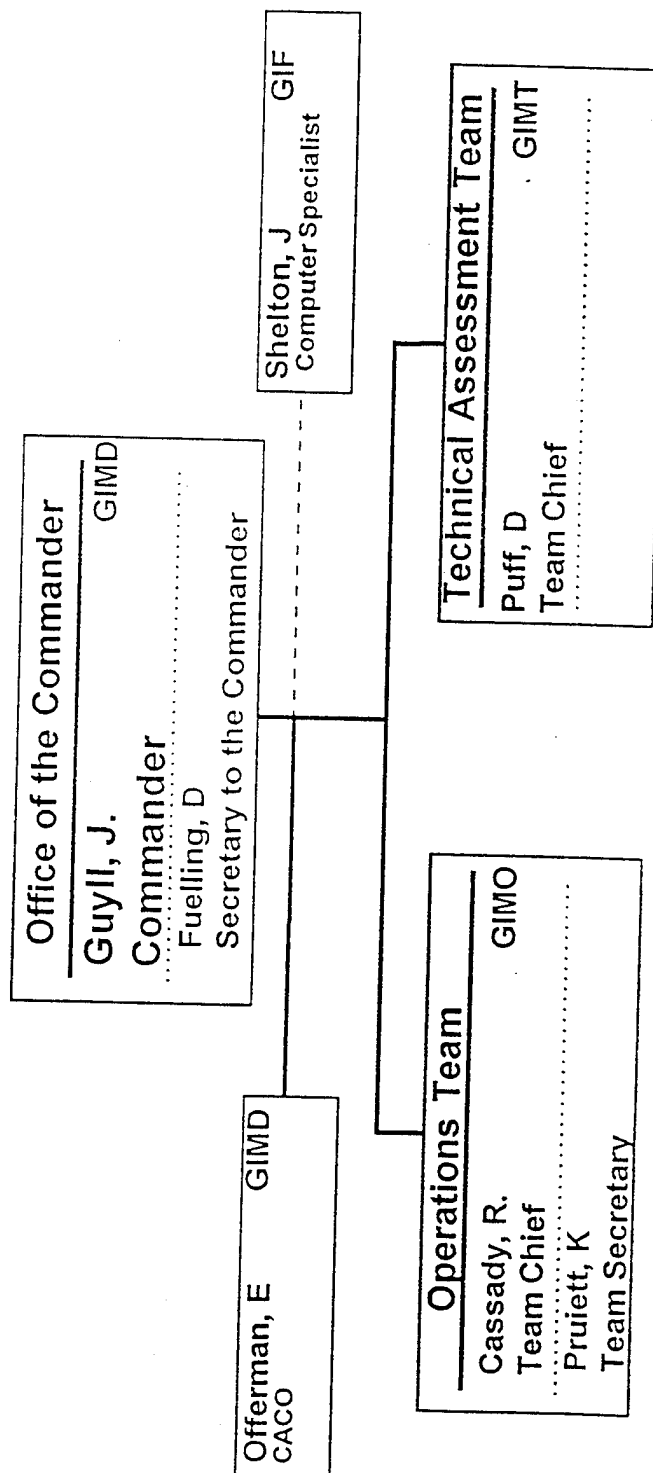 Office of the Commander
Guyll, J. GIMD
Commander
Fuelling, D
Secretary to the Commander
Offerman, E GIMD
CACO
Shelton, J GIF
Computer Specialist
Operations Team
Cassady, R. GIMO
Team Chief
Pruiett, K
Team Secretary
Technical Assessment Team
Puff, D GIMT
Team Chief